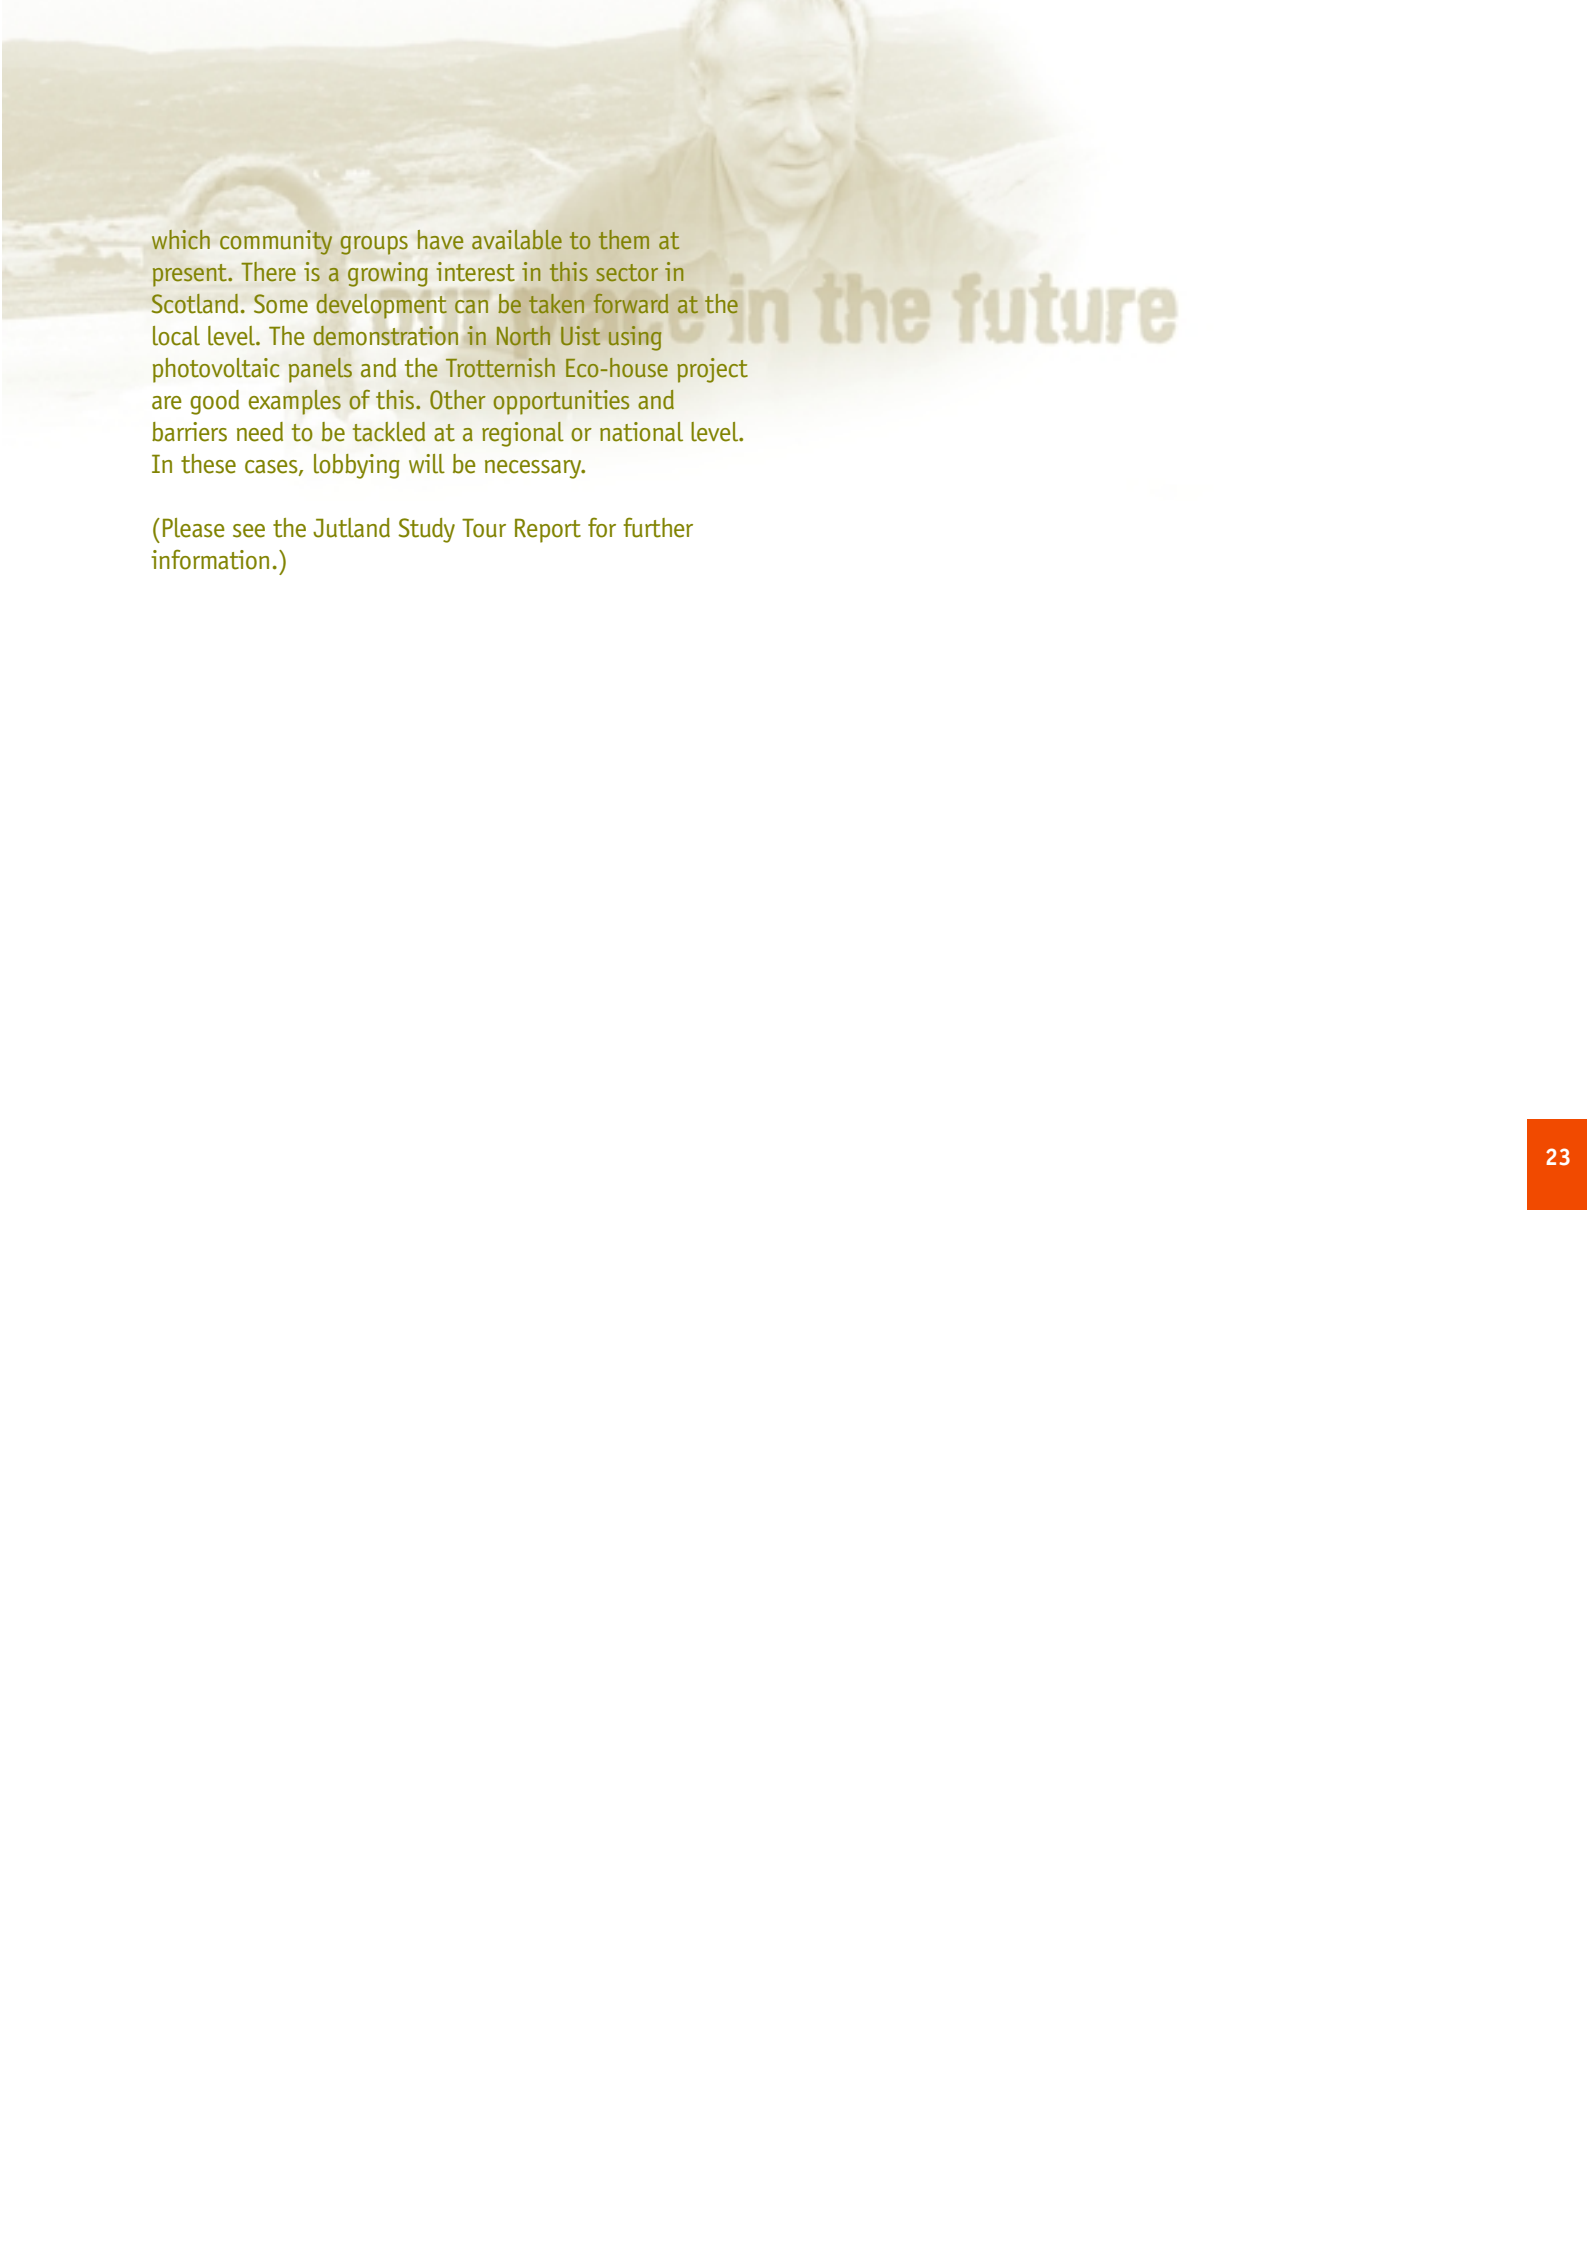 which community groups have available to them at
present. There is a growing interest in this sector in
Scotland. Some development can be taken forward at the
local level. The demonstration in North Uist using
photovoltaic panels and the Trotternish Eco-house project
are good examples of this. Other opportunities and
barriers need to be tackled at a regional or national level.
In these cases, lobbying will be necessary.
(Please see the Jutland Study Tour Report for further
information.)
our place in the future
23